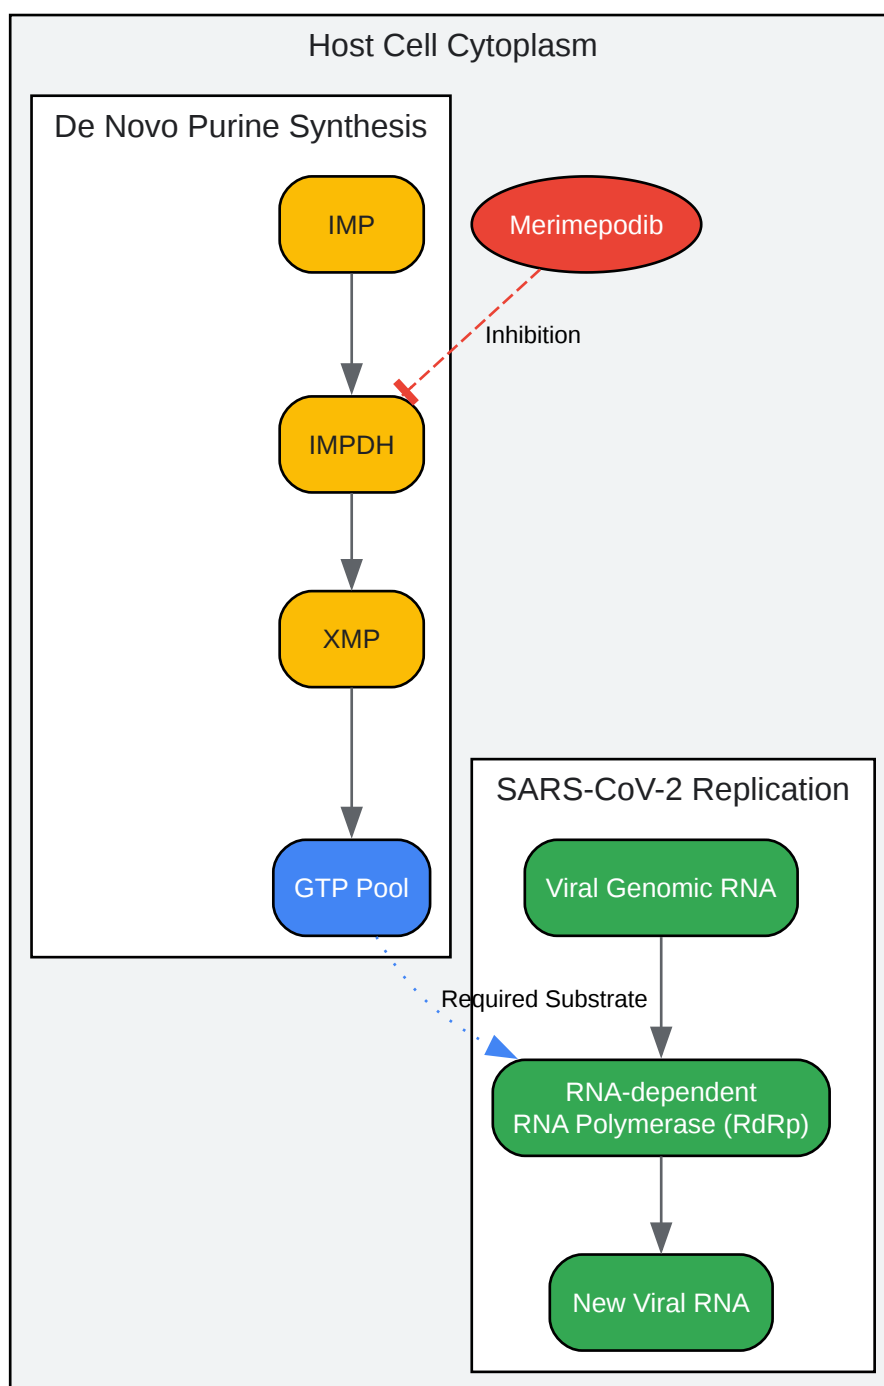 Host Cell Cytoplasm
De Novo Purine Synthesis
IMP
Merimepodib
Inhibition
IMPDH
XMP
SARS-CoV-2 Replication
GTP Pool
Viral Genomic RNA
Required Substrate
RNA-dependent
RNA Polymerase (RdRp)
New Viral RNA